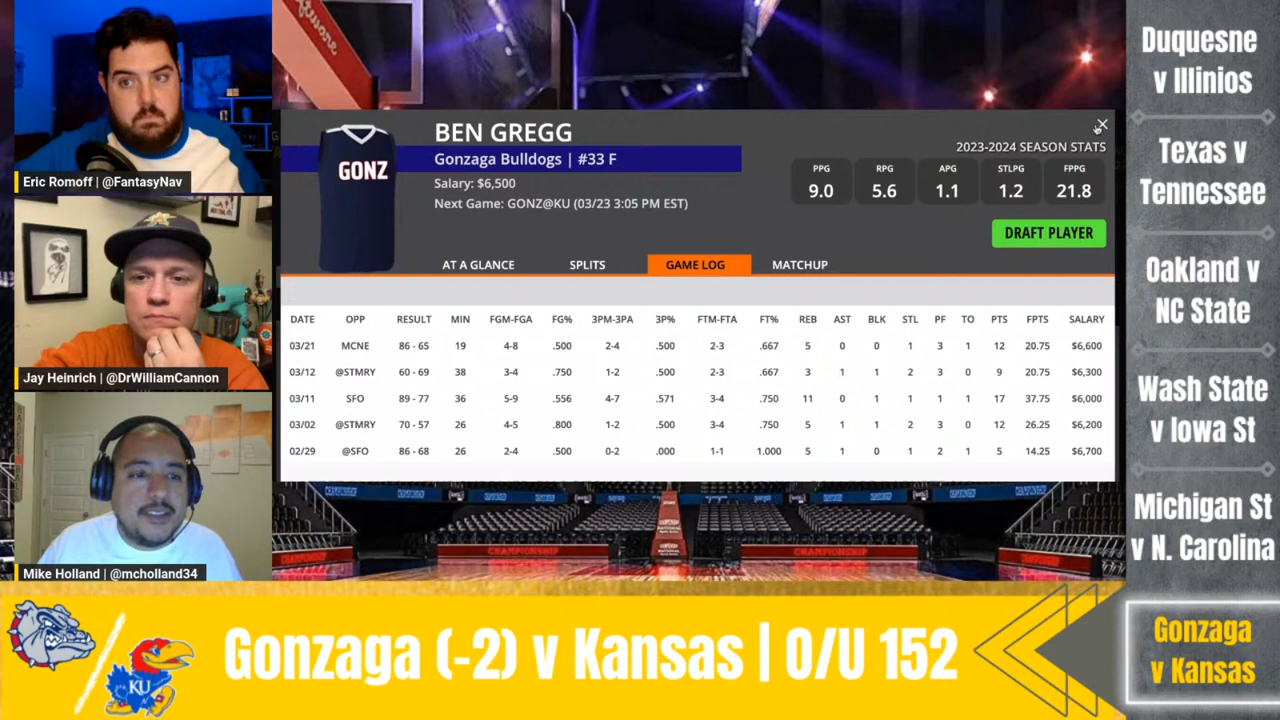 Eric Romoff | @FantasyNav
Jay Heinrich | @DrWilliamCannon
Mike Holland | @mcholland34
GONZ
BEN GREGG
Gonzaga Bulldogs | #33 F
Salary: $6,500
Next Game: GONZ@KU (03/23 3:05 PM EST)
2023-2024 SEASON STATS
PPG RPG APG STLPG FPPG
9.0 5.6 1.1 1.2 21.8
DRAFT PLAYER
AT A GLANCE SPLITS GAME LOG MATCHUP
DATE OPP RESULT MIN FGM-FGA FG% 3PM-3PA 3P% FTM-FTA FT% REB AST BLK STL PF TO PTS FPTS SALARY
03/21 MCNE 86 - 65 19 4-8 .500 2-4 .500 2-3 .667 5 0 0 1 3 1 12 20.75 $6,600
03/12 @STMRY 60 - 69 38 3-4 .750 1-2 .500 2-3 .667 3 1 1 2 3 0 9 20.75 $6,300
03/11 SFO 89 - 77 36 5-9 .556 4-7 .571 3-4 .750 11 0 1 1 1 1 17 37.75 $6,000
03/02 @STMRY 70 - 57 26 4-5 .800 1-2 .500 3-4 .750 5 1 1 2 3 0 12 26.25 $6,200
02/29 @SFO 86 - 68 26 2-4 .500 0-2 .000 1-1 1.000 5 1 0 1 2 1 5 14.25 $6,700
CHAMPIONSHIP
CHAMPIONSHIP
KU
Gonzaga (-2) v Kansas | O/U 152
Duquesne
v Illinios
Texas v
Tennessee
Oakland v
NC State
Wash State
v Iowa St
Michigan St
v N. Carolina
Gonzaga
v Kansas